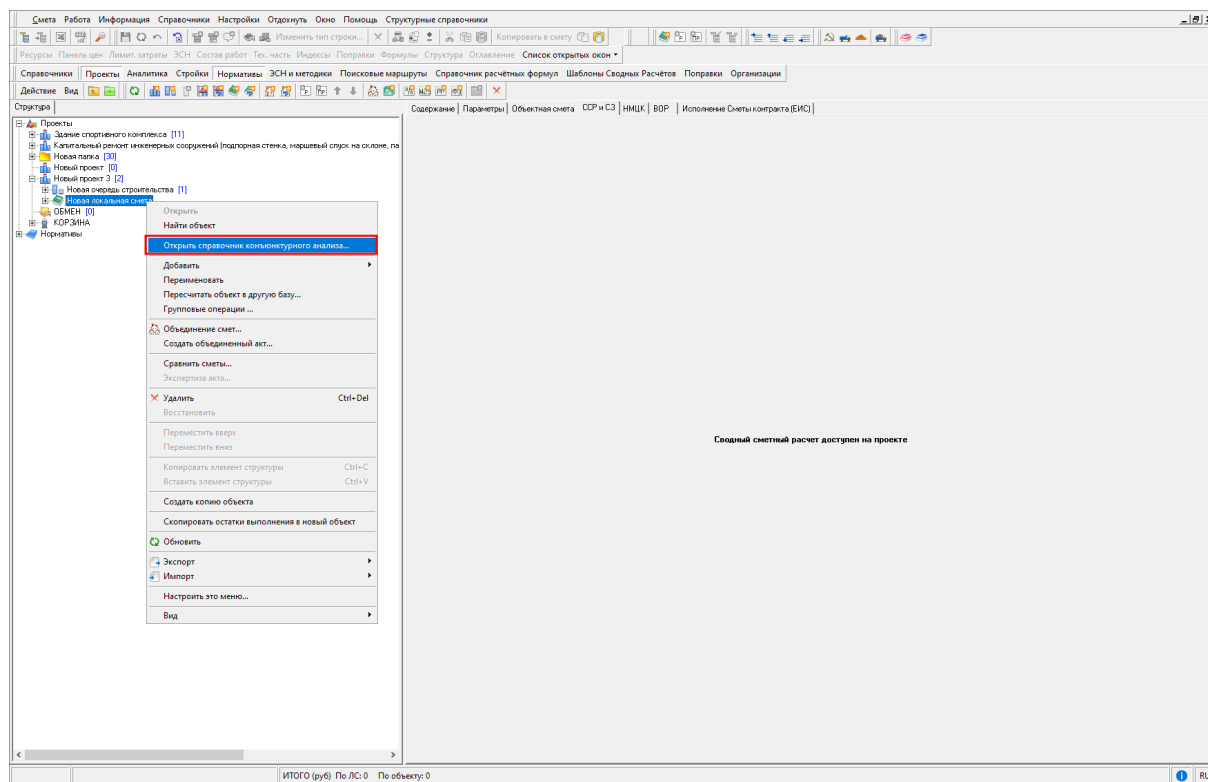 Смета Работа Информация Справочники Настройки Отдохнуть Окно Помощь Структурные справочники
Изменить тип строки... Копировать в смету
Ресурсы Панель цен Лимит. затраты ЭСН Состав работ Тех. часть Индексы Поправки Формулы Структура Оглавление Список открытых окон
Справочники Проекты Аналитика Стройки Нормативы ЭСН и методики Поисковые маршруты Справочник расчётных формул Шаблоны Сводных Расчётов Поправки Организации
Действие Вид
Структура
Содержание Параметры Объектная смета ССР и СЗ НМЦК ВОР Исполнение Сметы контракта (ЕИС)
Проекты
Здание спортивного комплекса [11]
Капитальный ремонт инженерных сооружений (подпорная стенка, маршевый спуск на склоне, па
Новая папка [30]
Новый проект [0]
Новый проект 3 [2]
Новая очередь строительства [1]
Новая локальная смета
ОБМЕН [0]
КОРЗИНА
Нормативы
Открыть
Найти объект
Открыть справочник конъюнктурного анализа...
Добавить
Переименовать
Пересчитать объект в другую базу...
Групповые операции ...
Объединение смет...
Создать объединенный акт...
Сравнить сметы...
Экспертиза акта...
Удалить Ctrl+Del
Восстановить
Переместить вверх
Переместить вниз
Копировать элемент структуры Ctrl+C
Вставить элемент структуры Ctrl+V
Создать копию объекта
Скопировать остатки выполнения в новый объект
Обновить
Экспорт
Импорт
Настроить это меню...
Вид
Сводный сметный расчет доступен на проекте
ИТОГО (руб) По ЛС: 0 По объекту: 0
RU